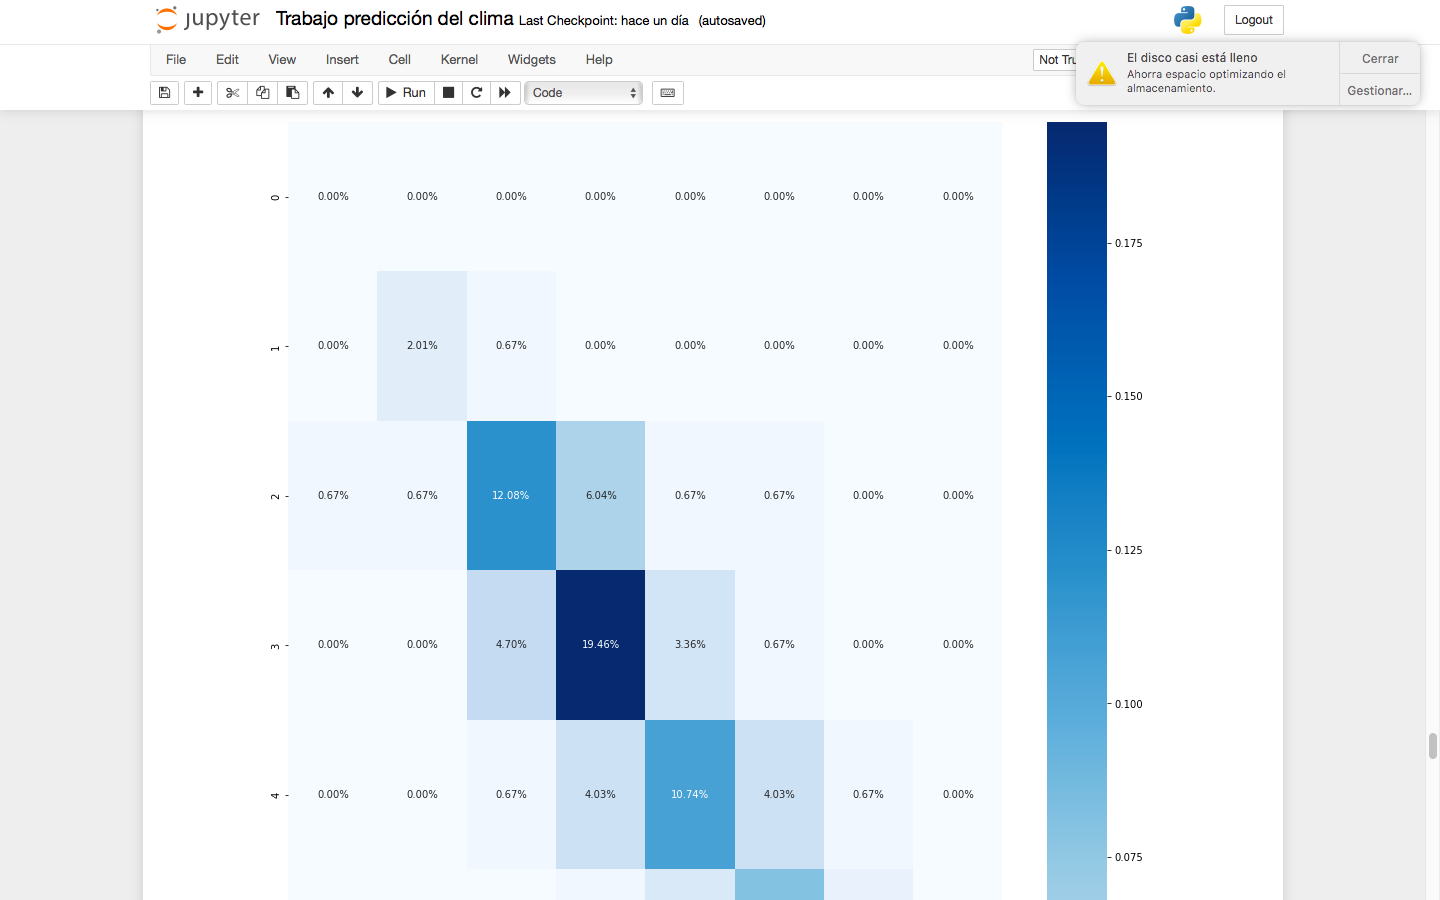 jupyter Trabajo predicción del clima Last Checkpoint: hace un día (autosaved)
Logout
File Edit View Insert Cell Kernel Widgets Help
Not
El disco casi está lleno
Ahorra espacio optimizando el
almacenamiento.
Cerrar
Gestionar...
Run
Code
0 0.00% 0.00% 0.00% 0.00% 0.00% 0.00% 0.00% 0.00%
1 0.00% 2.01% 0.67% 0.00% 0.00% 0.00% 0.00% 0.00%
2 0.67% 0.67% 12.08% 6.04% 0.67% 0.67% 0.00% 0.00%
3 0.00% 0.00% 4.70% 19.46% 3.36% 0.67% 0.00% 0.00%
4 0.00% 0.00% 0.67% 4.03% 10.74% 4.03% 0.67% 0.00%
0.175
0.150
0.125
0.100
0.075